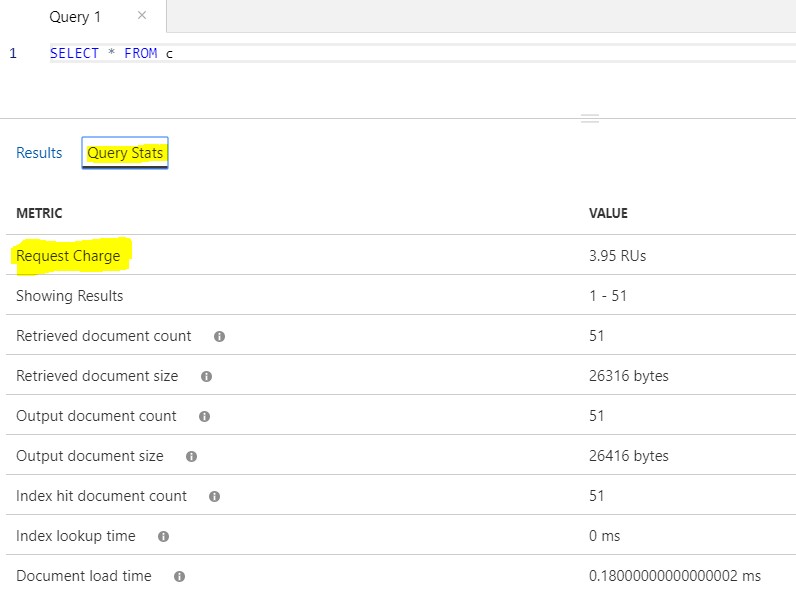 Query 1 ×
1 SELECT * FROM c
Results Query Stats
METRIC VALUE
Request Charge 3.95 RUs
Showing Results 1 - 51
Retrieved document count 51
Retrieved document size 26316 bytes
Output document count 51
Output document size 26416 bytes
Index hit document count 51
Index lookup time 0 ms
Document load time 0.18000000000000002 ms